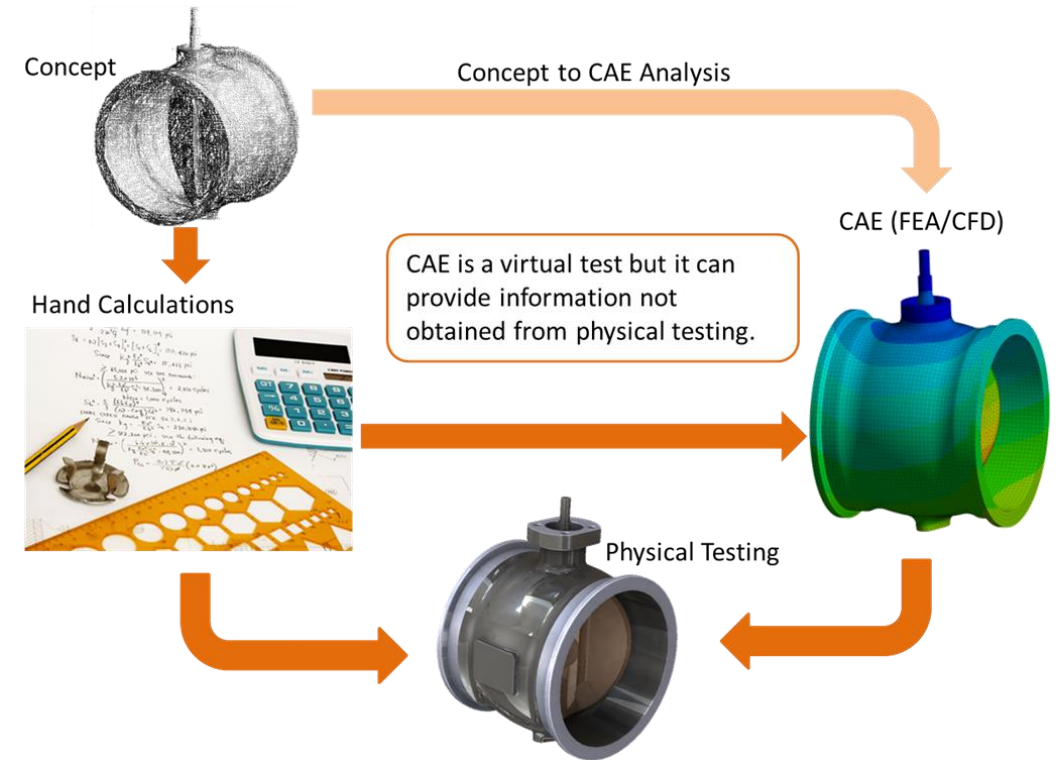 Concept
Concept to CAE Analysis
CAE (FEA/CFD)
CAE is a virtual test but it can
provide information not
obtained from physical testing.
Hand Calculations
Physical Testing